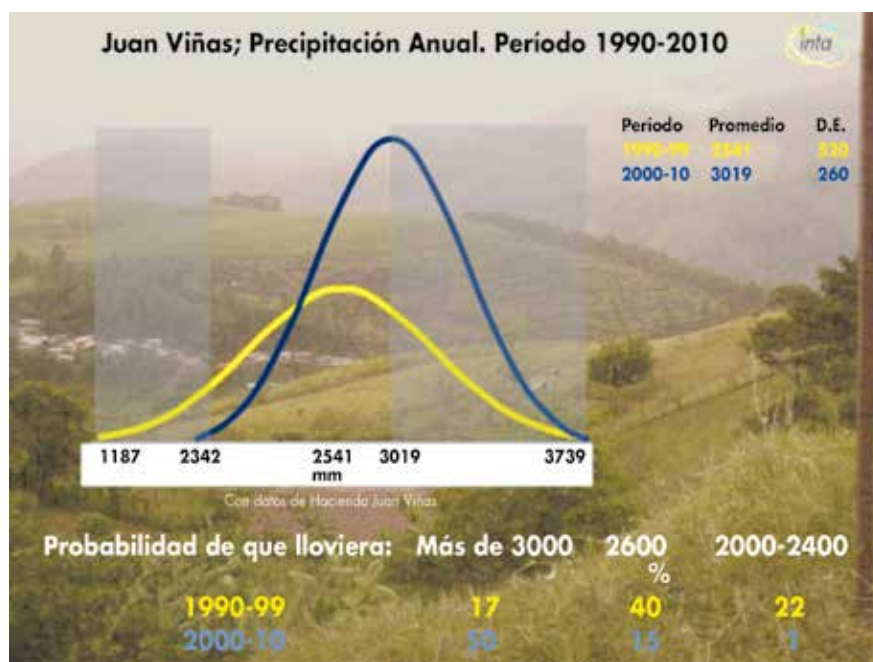 Juan Viñas; Precipitación Anual. Período 1990-2010
inta
Periodo Promedio D.E.
1990-99 2541 520
2000-10 3019 260
1187 2342 2541 3019 3739
mm
Con datos de Hacienda Juan Viñas
Probabilidad de que lloviera: Más de 3000 2600 2000-2400
%
1990-99 17 40 22
2000-10 50 15 1